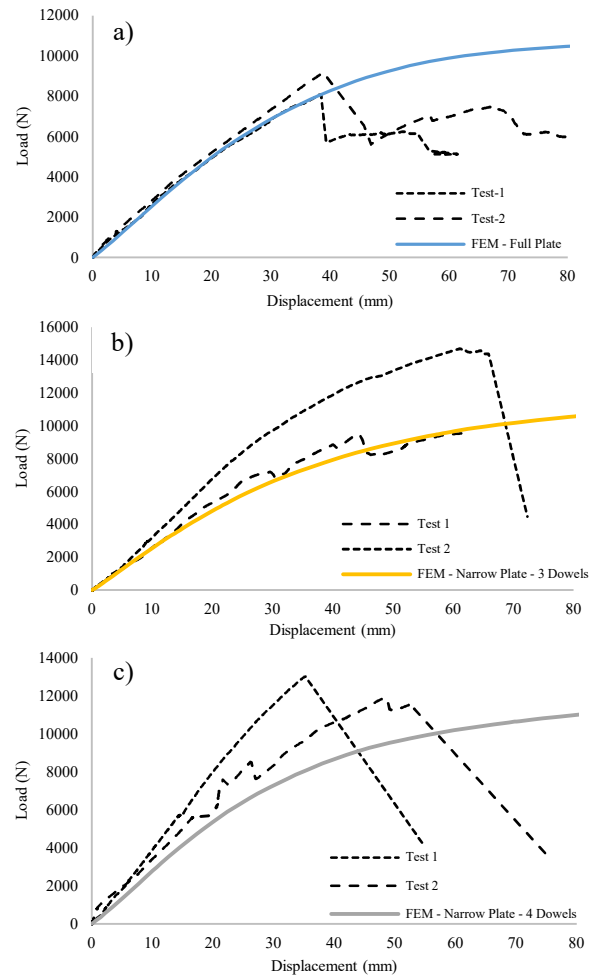 a)
12000
10000
8000
6000
4000
2000
0
Load (N)
Test-1
Test-2
FEM - Full Plate
0 10 20 30 40 50 60 70 80
Displacement (mm)
b)
16000
14000
12000
10000
8000
6000
4000
2000
0
Load (N)
Test 1
Test 2
FEM - Narrow Plate - 3 Dowels
0 10 20 30 40 50 60 70 80
Displacement (mm)
c)
14000
12000
10000
8000
6000
4000
2000
0
Load (N)
Test 1
Test 2
FEM - Narrow Plate - 4 Dowels
0 10 20 30 40 50 60 70 80
Displacement (mm)